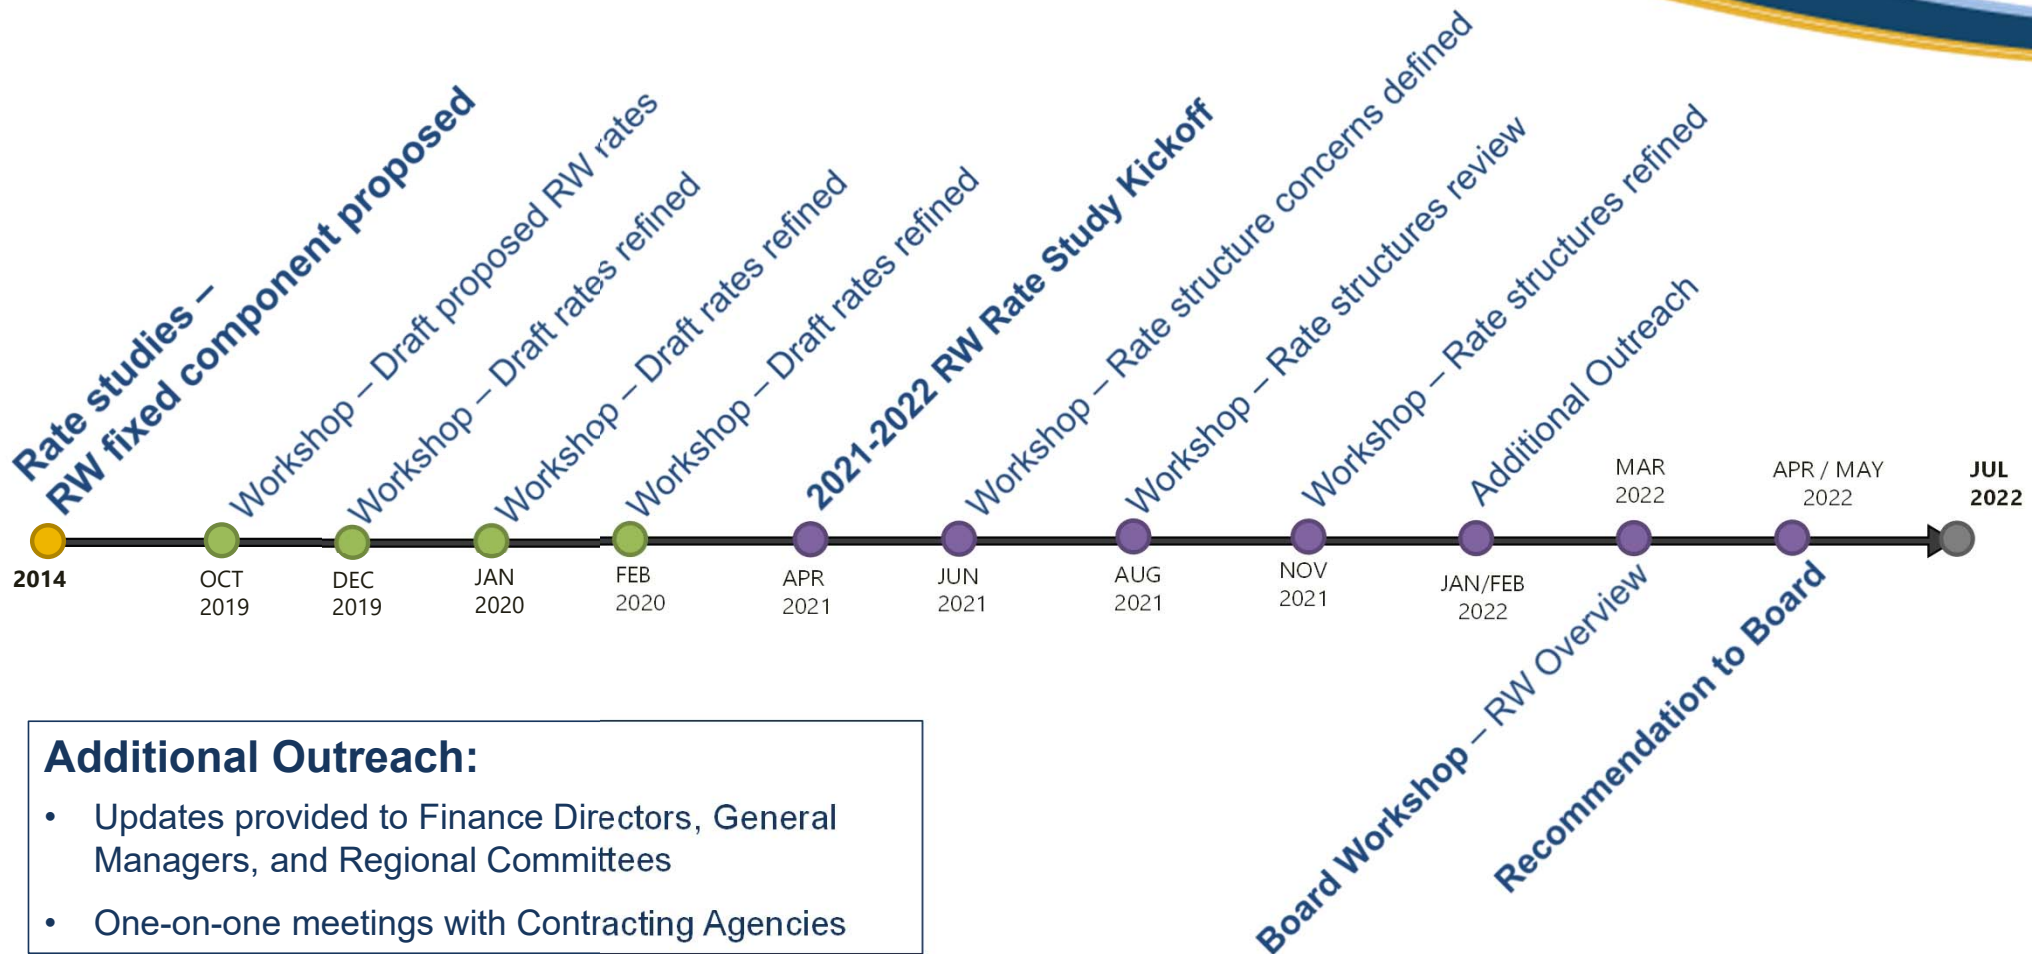 Rate studies –
RW fixed component proposed
Workshop – Draft proposed RW rates
Workshop – Draft rates refined
Workshop – Draft rates refined
Workshop – Draft rates refined
2021-2022 RW Rate Study Kickoff
Workshop – Rate structure concerns defined
Workshop – Rate structures review
Workshop – Rate structures refined
Additional Outreach
MAR
2022
APR / MAY
2022
JUL
2022
2014
OCT
2019
DEC
2019
JAN
2020
FEB
2020
APR
2021
JUN
2021
AUG
2021
NOV
2021
JAN/FEB
2022
Board Workshop – RW Overview
Recommendation to Board
Additional Outreach:
• Updates provided to Finance Directors, General
Managers, and Regional Committees
• One-on-one meetings with Contracting Agencies